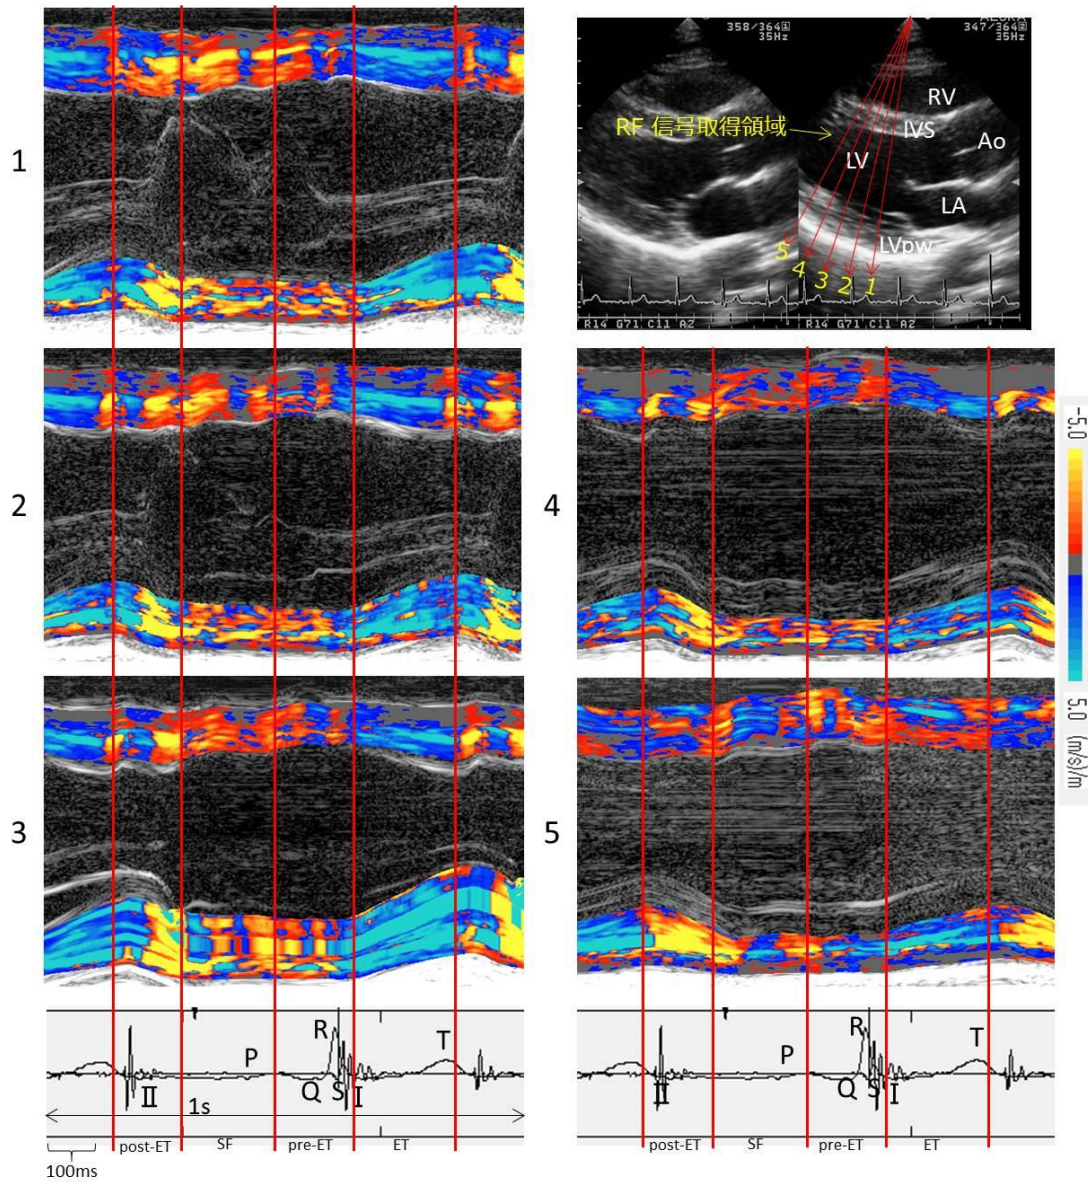 1
2
3
4
5
358/364
35Hz
347/364
35Hz
RV
IVS
Ao
RF 信号取得領域
LV
LA
LVpw
5
4
3
2
1
R14 G71 C11 A2
R14 G71 C11 A2
-5.0
5.0 (m/s)/m
R
P
T
Q
S
I
II
1s
post-ET
SF
pre-ET
ET
100ms
R
P
T
Q
S
I
II
post-ET
SF
pre-ET
ET